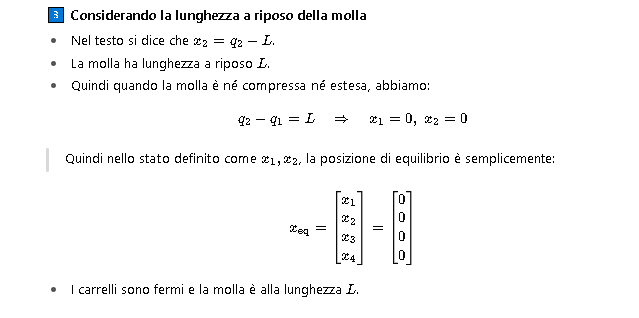 3 Considerando la lunghezza a riposo della molla
• Nel testo si dice che x₂ = q₂ − L.
• La molla ha lunghezza a riposo L.
• Quindi quando la molla è né compressa né estesa, abbiamo:
q₂ − q₁ = L ⇒ x₁ = 0, x₂ = 0
Quindi nello stato definito come x₁, x₂, la posizione di equilibrio è semplicemente:
x_eq = [x₁ x₂ x₃ x₄] = [0 0 0 0]
• I carrelli sono fermi e la molla è alla lunghezza L.